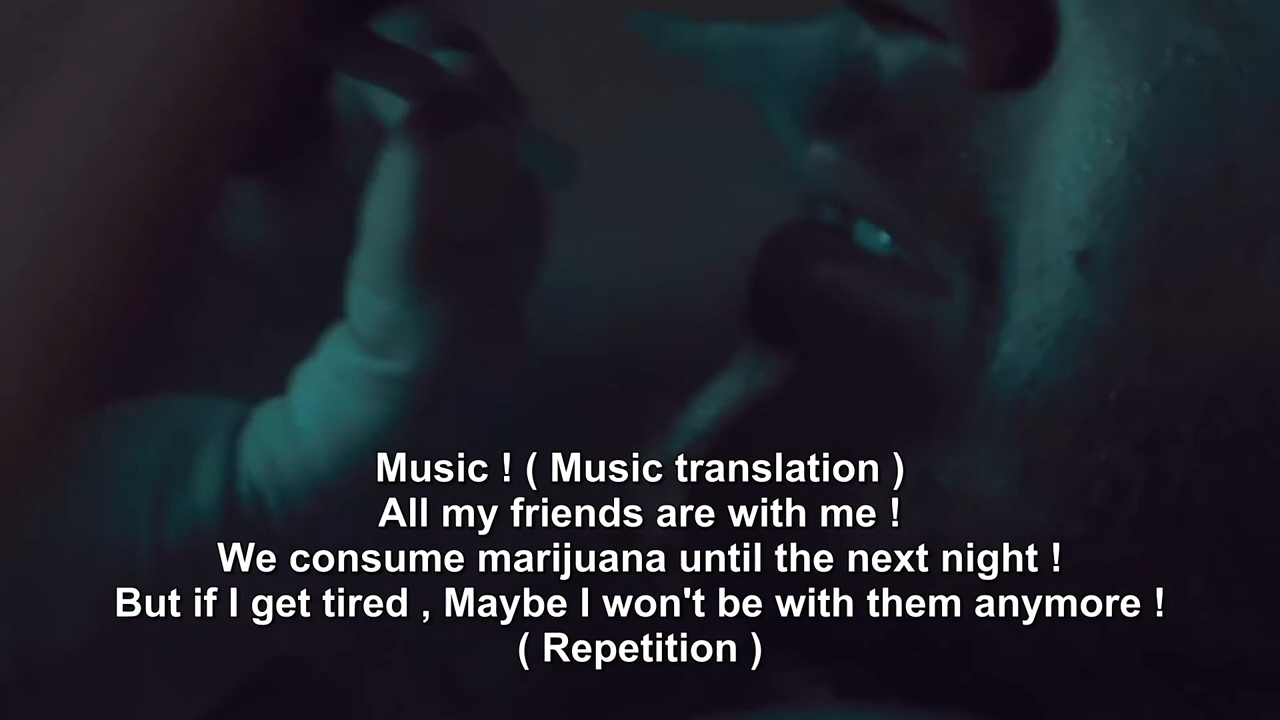 Music ! ( Music translation )
All my friends are with me !
We consume marijuana until the next night !
But if I get tired , Maybe I won't be with them anymore !
( Repetition )